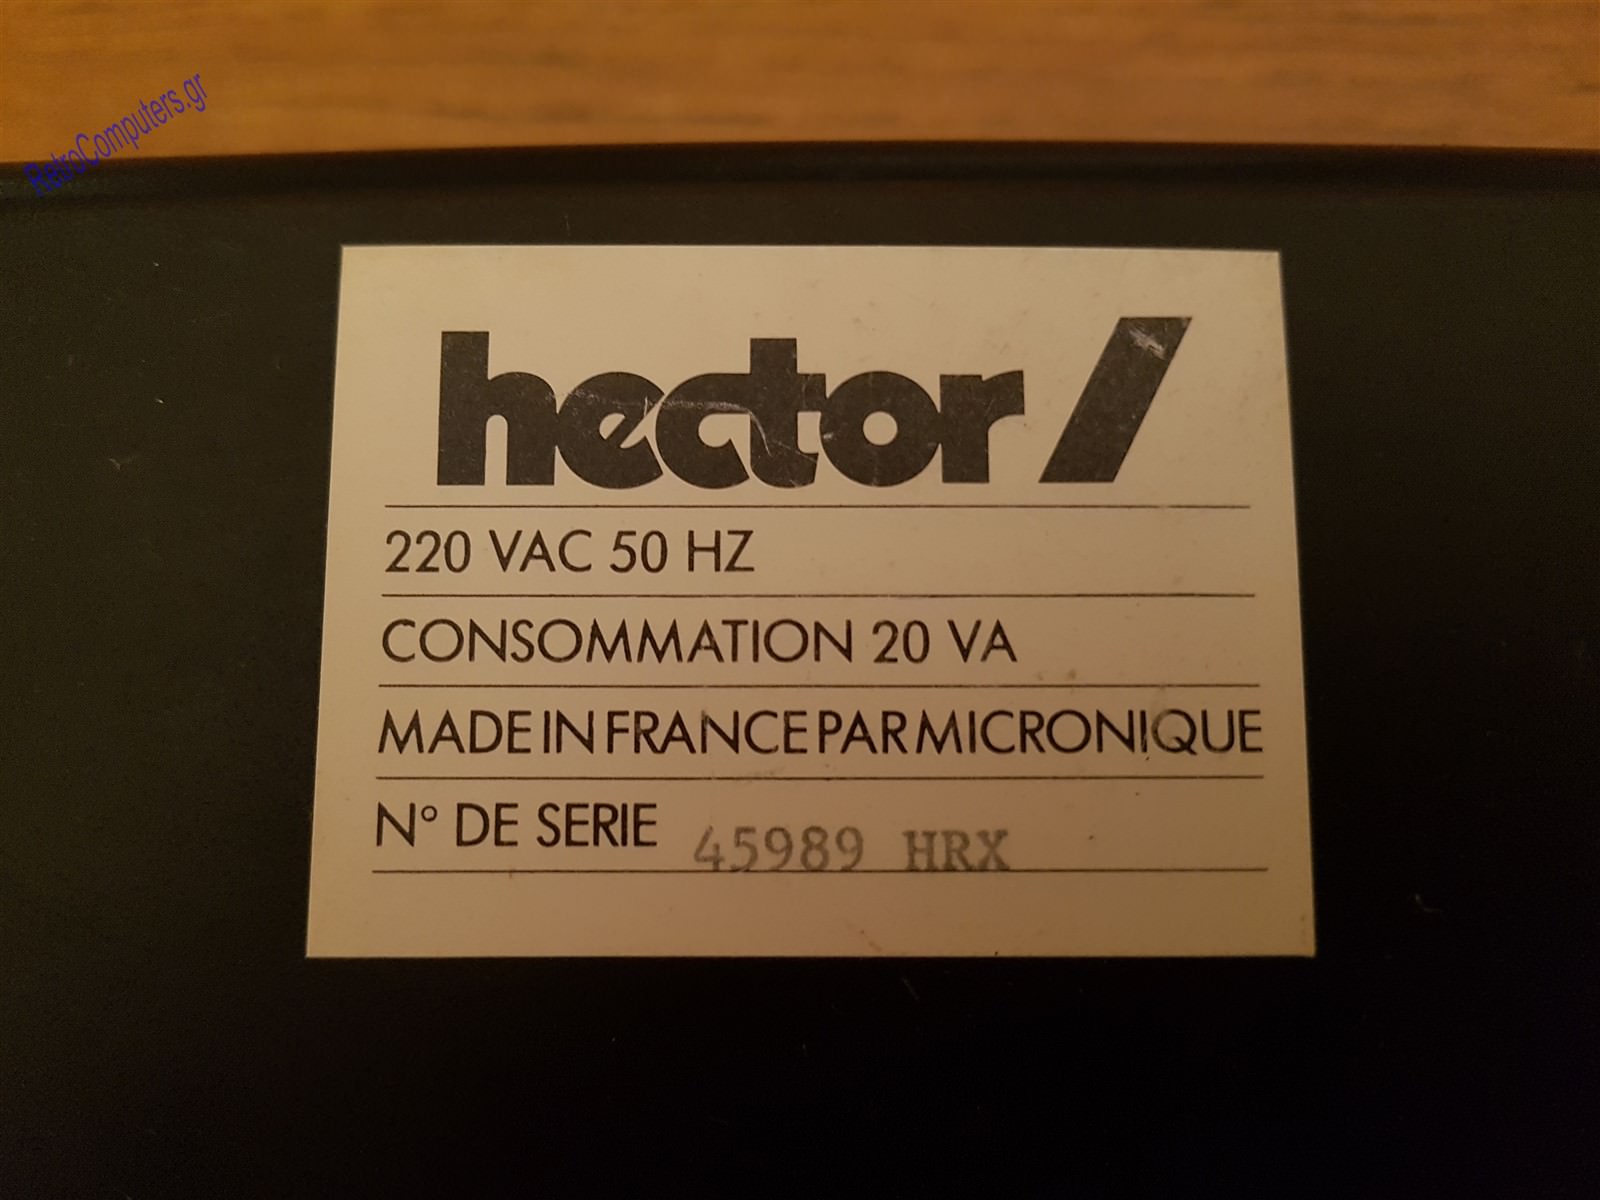 RetroComputers.gr
hector/
220 VAC 50 HZ
CONSOMMATION 20 VA
MADE IN FRANCE PAR MICRONIQUE
N° DE SERIE 45989 HRX